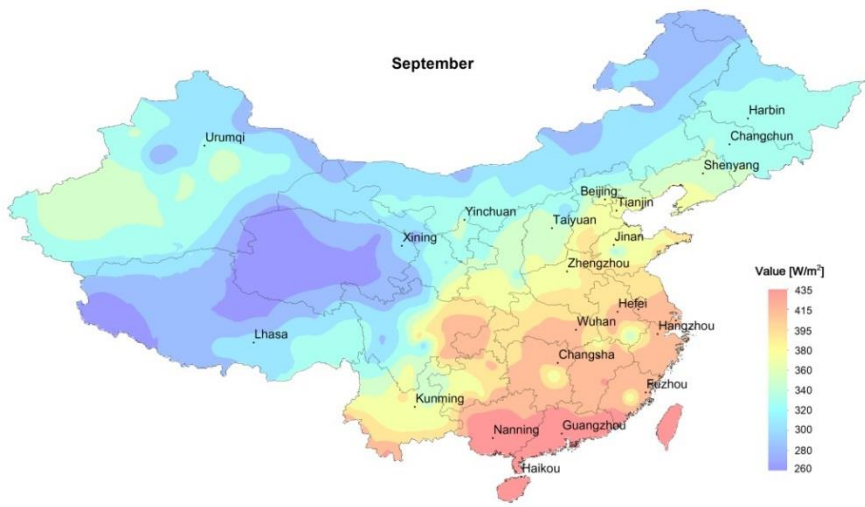 September
Harbin
Urumqi
Changchun
Shenyang
Beijing
Tianjin
Yinchuan
Taiyuan
Xining
Jinan
Zhengzhou
Value [W/m²]
435
415
395
380
360
340
320
300
280
260
Hefei
Wuhan
Hangzhou
Lhasa
Changsha
Fuzhou
Kunming
Nanning
Guangzhou
Haikou